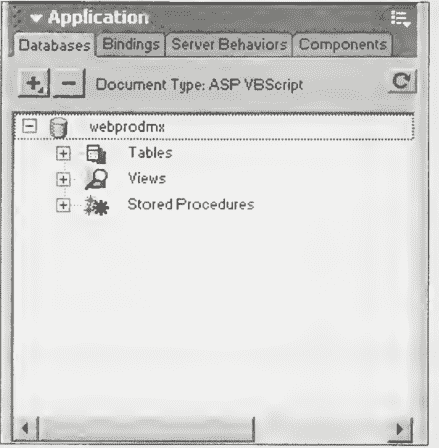 Application
Databases Bindings Server Behaviors Components
Document Type: ASP VBScript
webprodmx
Tables
Views
Stored Procedures